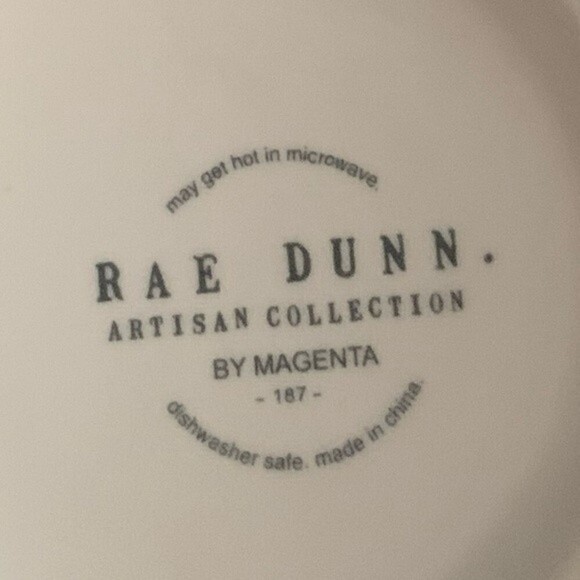 may get hot in microwave.
RAE DUNN.
ARTISAN COLLECTION
BY MAGENTA
- 187 -
dishwasher safe. made in china.